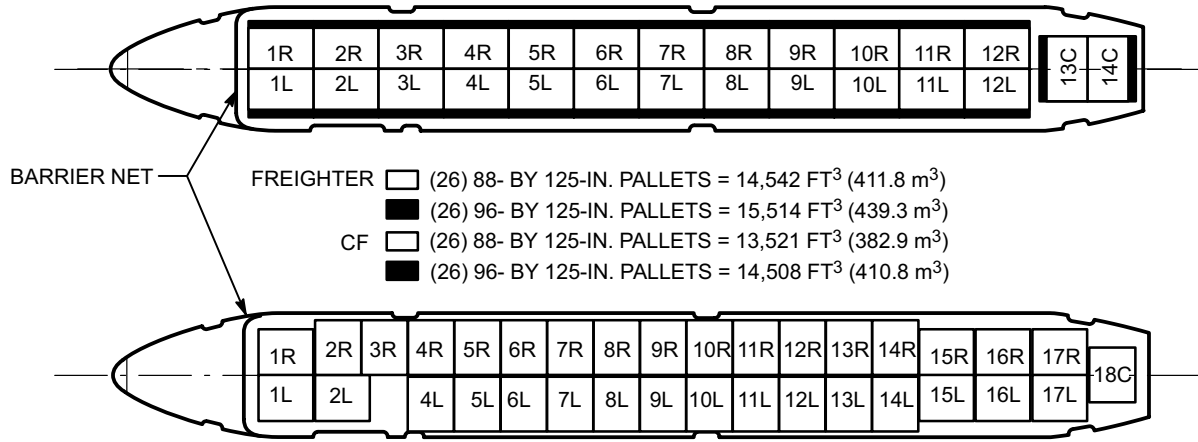 1R 2R 3R 4R 5R 6R 7R 8R 9R 10R 11R 12R
1L 2L 3L 4L 5L 6L 7L 8L 9L 10L 11L 12L
13C 14C
BARRIER NET
FREIGHTER (26) 88- BY 125-IN. PALLETS = 14,542 FT³ (411.8 m³)
(26) 96- BY 125-IN. PALLETS = 15,514 FT³ (439.3 m³)
CF (26) 88- BY 125-IN. PALLETS = 13,521 FT³ (382.9 m³)
(26) 96- BY 125-IN. PALLETS = 14,508 FT³ (410.8 m³)
1R 2R 3R 4R 5R 6R 7R 8R 9R 10R 11R 12R 13R 14R 15R 16R 17R
18C
1L 2L 4L 5L 6L 7L 8L 9L 10L 11L 12L 13L 14L 15L 16L 17L